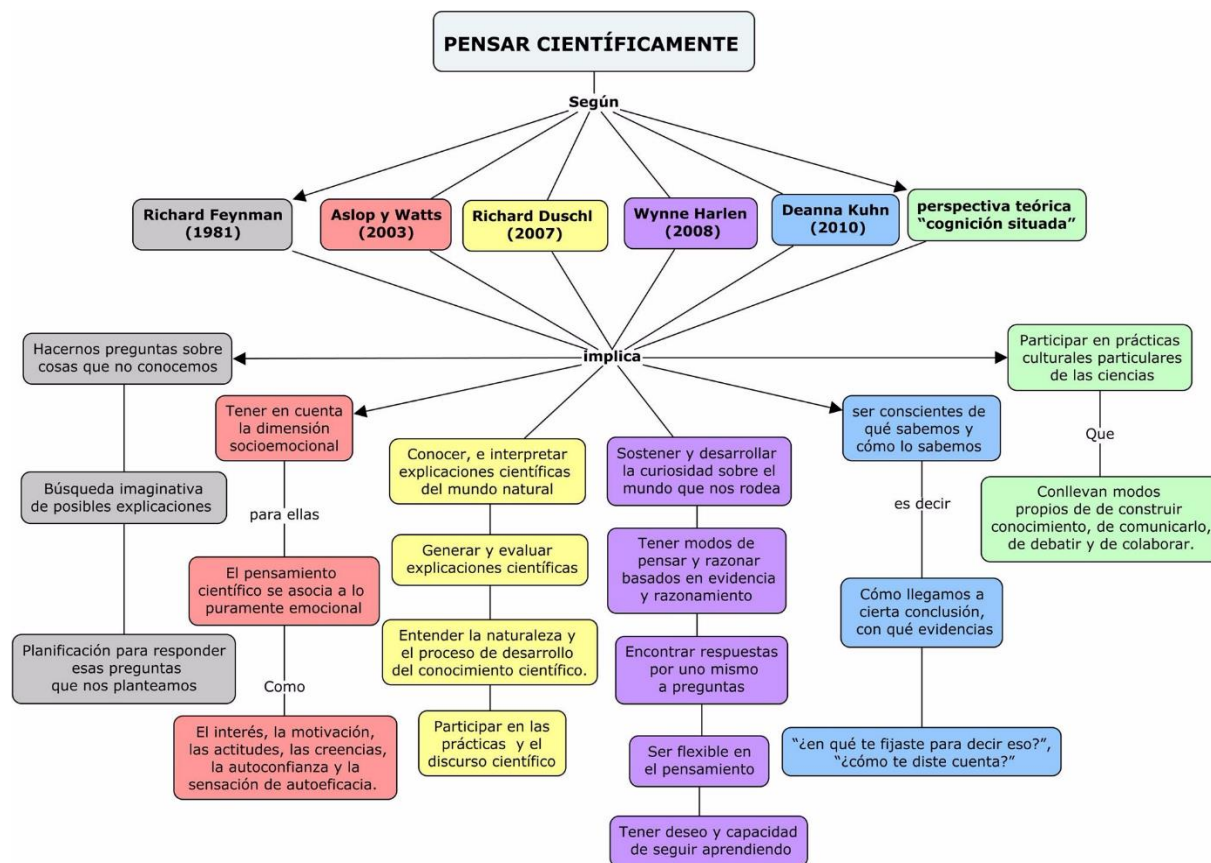 PENSAR CIENTÍFICAMENTE
Según
Richard Feynman
(1981)
Aslop y Watts
(2003)
Richard Duschl
(2007)
Wynne Harlen
(2008)
Deanna Kuhn
(2010)
perspectiva teórica
“cognición situada”
implica
Hacernos preguntas sobre
cosas que no conocemos
Búsqueda imaginativa
de posibles explicaciones
Planificación para responder
esas preguntas
que nos planteamos
Tener en cuenta
la dimensión
socioemocional
para ellas
El pensamiento
científico se asocia a lo
puramente emocional
Como
El interés, la motivación,
las actitudes, las creencias,
la autoconfianza y la
sensación de autoeficacia.
Conocer, e interpretar
explicaciones científicas
del mundo natural
Generar y evaluar
explicaciones científicas
Entender la naturaleza y
el proceso de desarrollo
del conocimiento científico.
Participar en las
prácticas y el
discurso científico
Sostener y desarrollar
la curiosidad sobre el
mundo que nos rodea
Tener modos de
pensar y razonar
basados en evidencia
y razonamiento
Encontrar respuestas
por uno mismo
a preguntas
Ser flexible en
el pensamiento
Tener deseo y capacidad
de seguir aprendiendo
ser conscientes de
qué sabemos y
cómo lo sabemos
es decir
Cómo llegamos a
cierta conclusión,
con qué evidencias
“¿en qué te fijaste para decir eso?”,
“¿cómo te diste cuenta?”
Participar en prácticas
culturales particulares
de las ciencias
Que
Conllevan modos
propios de de construir
conocimiento, de comunicarlo,
de debatir y de colaborar.